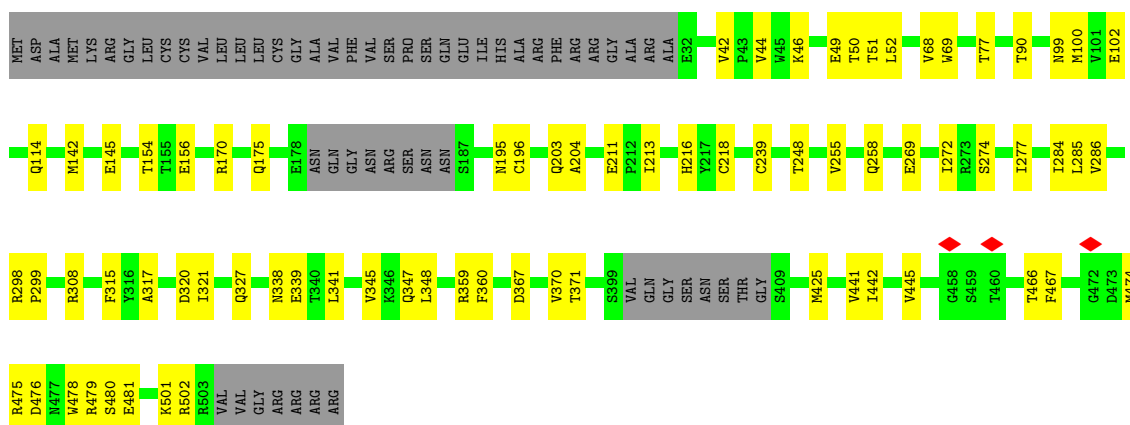 MET ASP ALA MET LYS ARG GLY LEU CYS CYS VAL LEU LEU LEU CYS GLY ALA VAL PHE VAL SER PRO SER GLN GLU ILE HIS ALA ARG PHE ARG ARG GLY ALA ARG ALA E32 V42 P43 V44 W45 K46 E49 T50 T51 L52 V68 W69 T77 T90 N99 M100 V101 E102
Q114 M142 E145 T154 T155 E156 R170 Q175 E178 ASN GLN GLY ASN ARG SER ASN ASN S187 N195 C196 Q203 A204 E211 P212 I213 H216 Y217 C218 C239 T248 V255 Q258 E269 I272 R273 S274 I277 I284 L285 V286
R298 P299 R308 F315 Y316 A317 D320 I321 Q327 N338 E339 T340 L341 V345 K346 Q347 L348 R359 F360 D367 V370 T371 S399 VAL GLN GLY SER ASN SER THR GLY S409 M425 V441 I442 V445 G458 S459 T460 T466 F467 G472 D473 M474
R475 D476 N477 W478 R479 S480 E481 K501 R502 R503 VAL VAL GLY ARG ARG ARG ARG